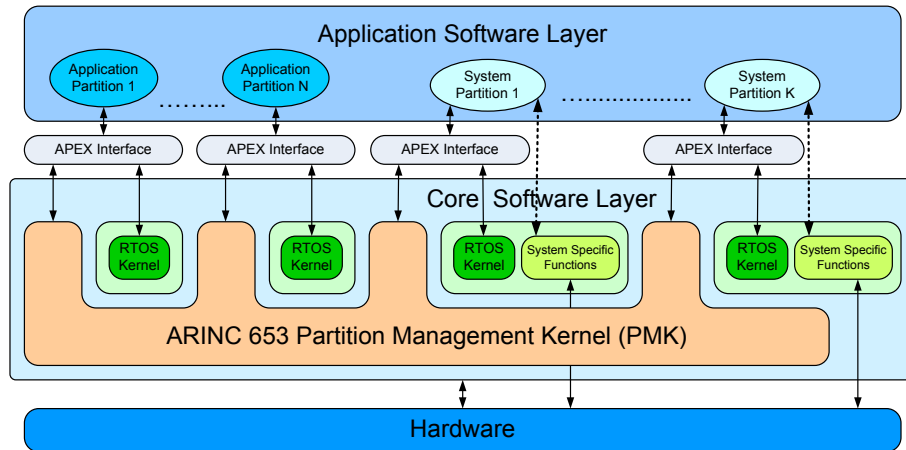 Application Software Layer
Application
Partition 1
Application
Partition N
System
Partition 1
System
Partition K
APEX Interface
APEX Interface
APEX Interface
APEX Interface
Core Software Layer
RTOS
Kernel
RTOS
Kernel
RTOS
Kernel
System Specific
Functions
RTOS
Kernel
System Specific
Functions
ARINC 653 Partition Management Kernel (PMK)
Hardware